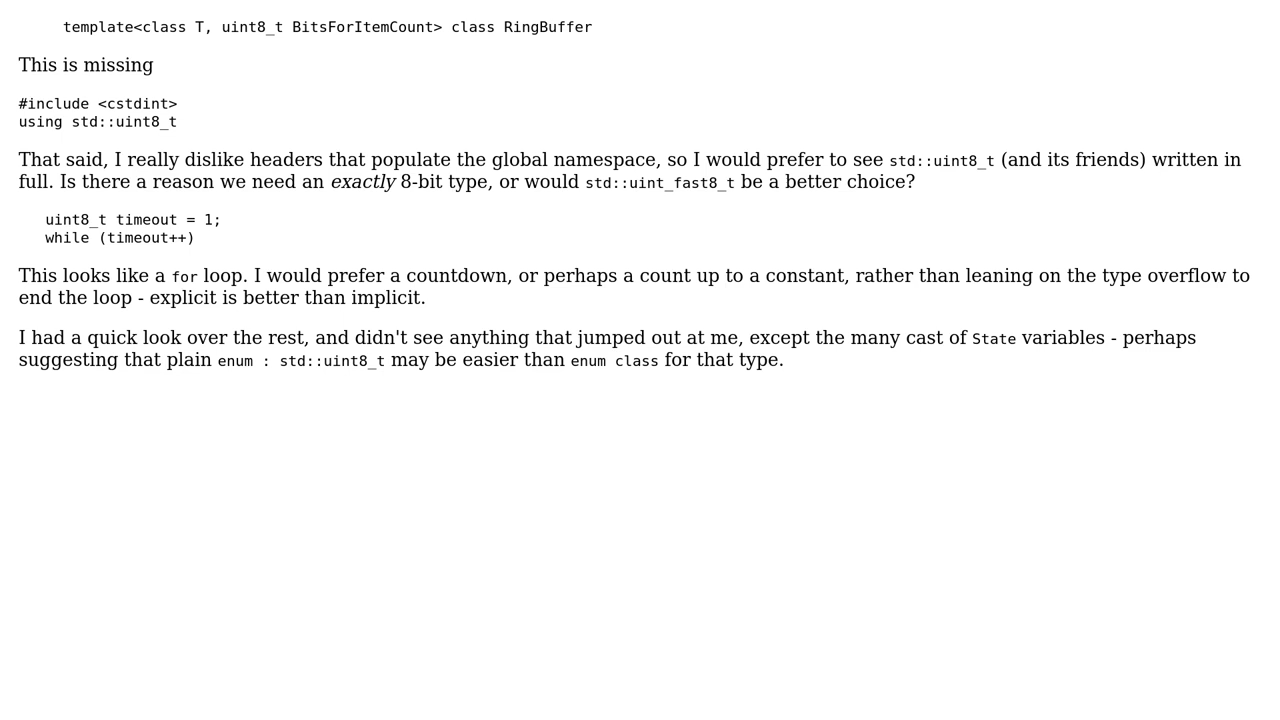 template<class T, uint8_t BitsForItemCount> class RingBuffer
This is missing
#include <cstdint>
using std::uint8_t
That said, I really dislike headers that populate the global namespace, so I would prefer to see std::uint8_t (and its friends) written in
full. Is there a reason we need an exactly 8-bit type, or would std::uint_fast8_t be a better choice?
uint8_t timeout = 1;
while (timeout++)
This looks like a for loop. I would prefer a countdown, or perhaps a count up to a constant, rather than leaning on the type overflow to
end the loop - explicit is better than implicit.
I had a quick look over the rest, and didn't see anything that jumped out at me, except the many cast of State variables - perhaps
suggesting that plain enum : std::uint8_t may be easier than enum class for that type.